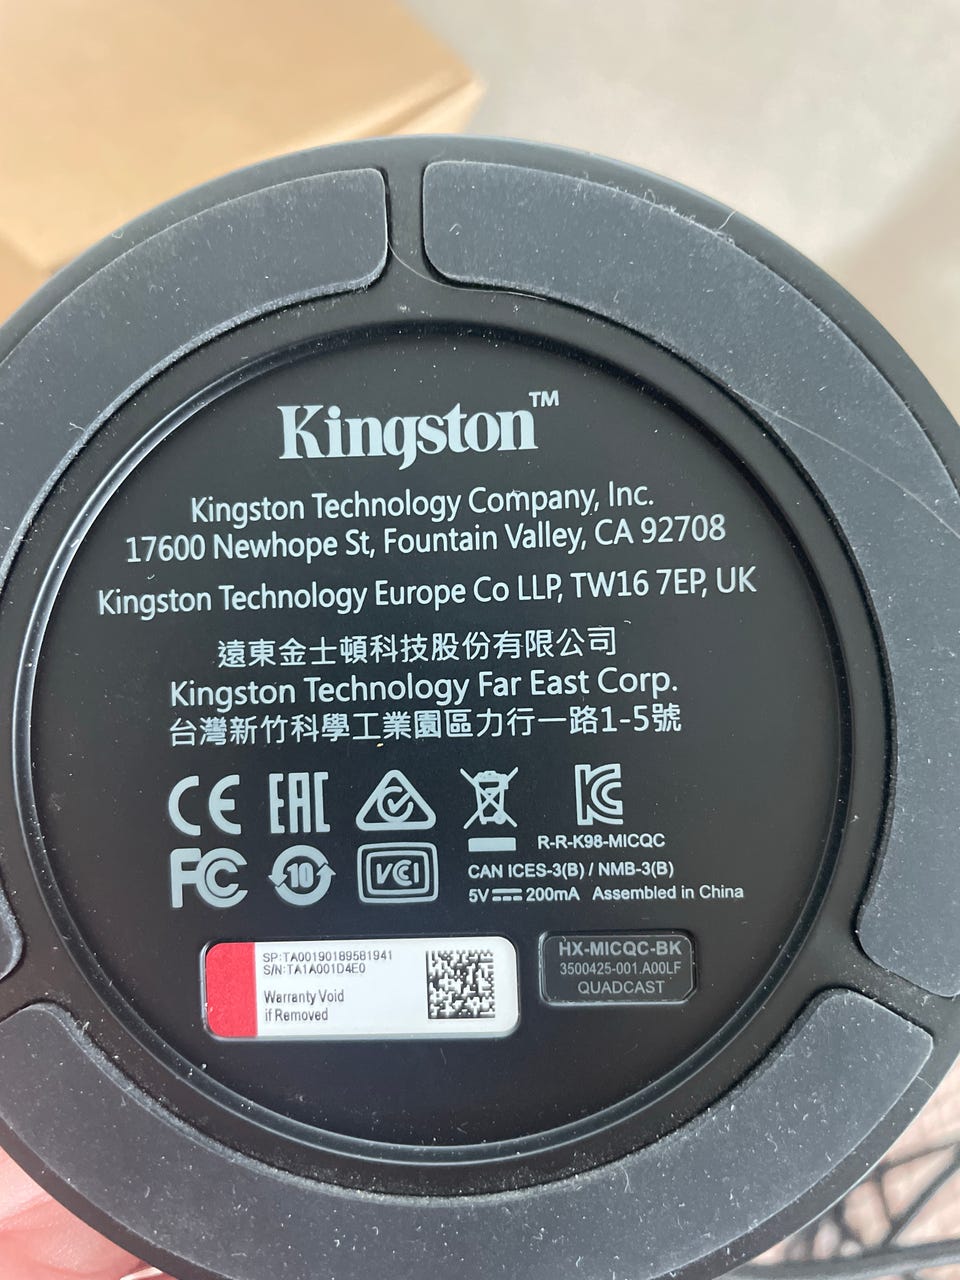 Kingston™
Kingston Technology Company, Inc.
17600 Newhope St, Fountain Valley, CA 92708
Kingston Technology Europe Co LLP, TW16 7EP, UK
遠東金士頓科技股份有限公司
Kingston Technology Far East Corp.
台灣新竹科學工業園區力行一路1-5號
CE EAC
R-R-K98-MICQC
FC 10 VCI
CAN ICES-3(B) / NMB-3(B)
5V⎓200mA Assembled in China
SP:TA00190189581941
S/N:TA1A001D4E0
Warranty Void
if Removed
HX-MICQC-BK
3500425-001.A00LF
QUADCAST